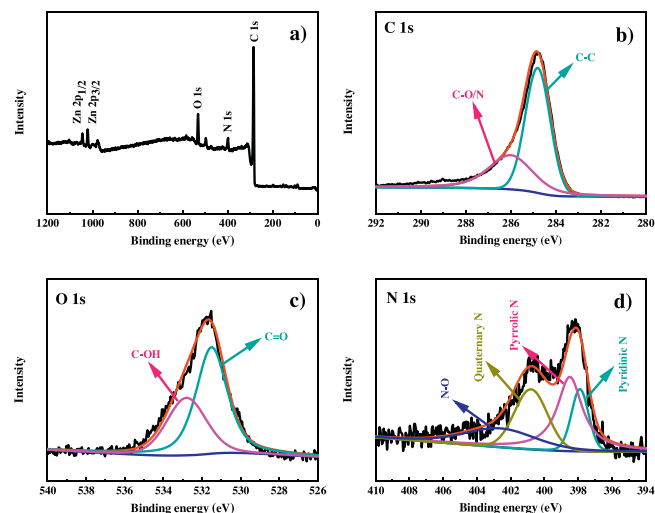 a)
Zn 2p1/2
Zn 2p3/2
O 1s
N 1s
C 1s
Intensity
1200 1000 800 600 400 200 0
Binding energy (eV)
C 1s
b)
C-O/N
C-C
Intensity
292 290 288 286 284 282 280
Binding energy (eV)
O 1s
c)
C-OH
C=O
Intensity
540 538 536 534 532 530 528 526
Binding energy (eV)
N 1s
d)
N-O
Quaternary N
Pyrrolic N
Pyridinic N
Intensity
410 408 406 404 402 400 398 396 394
Binding energy (eV)